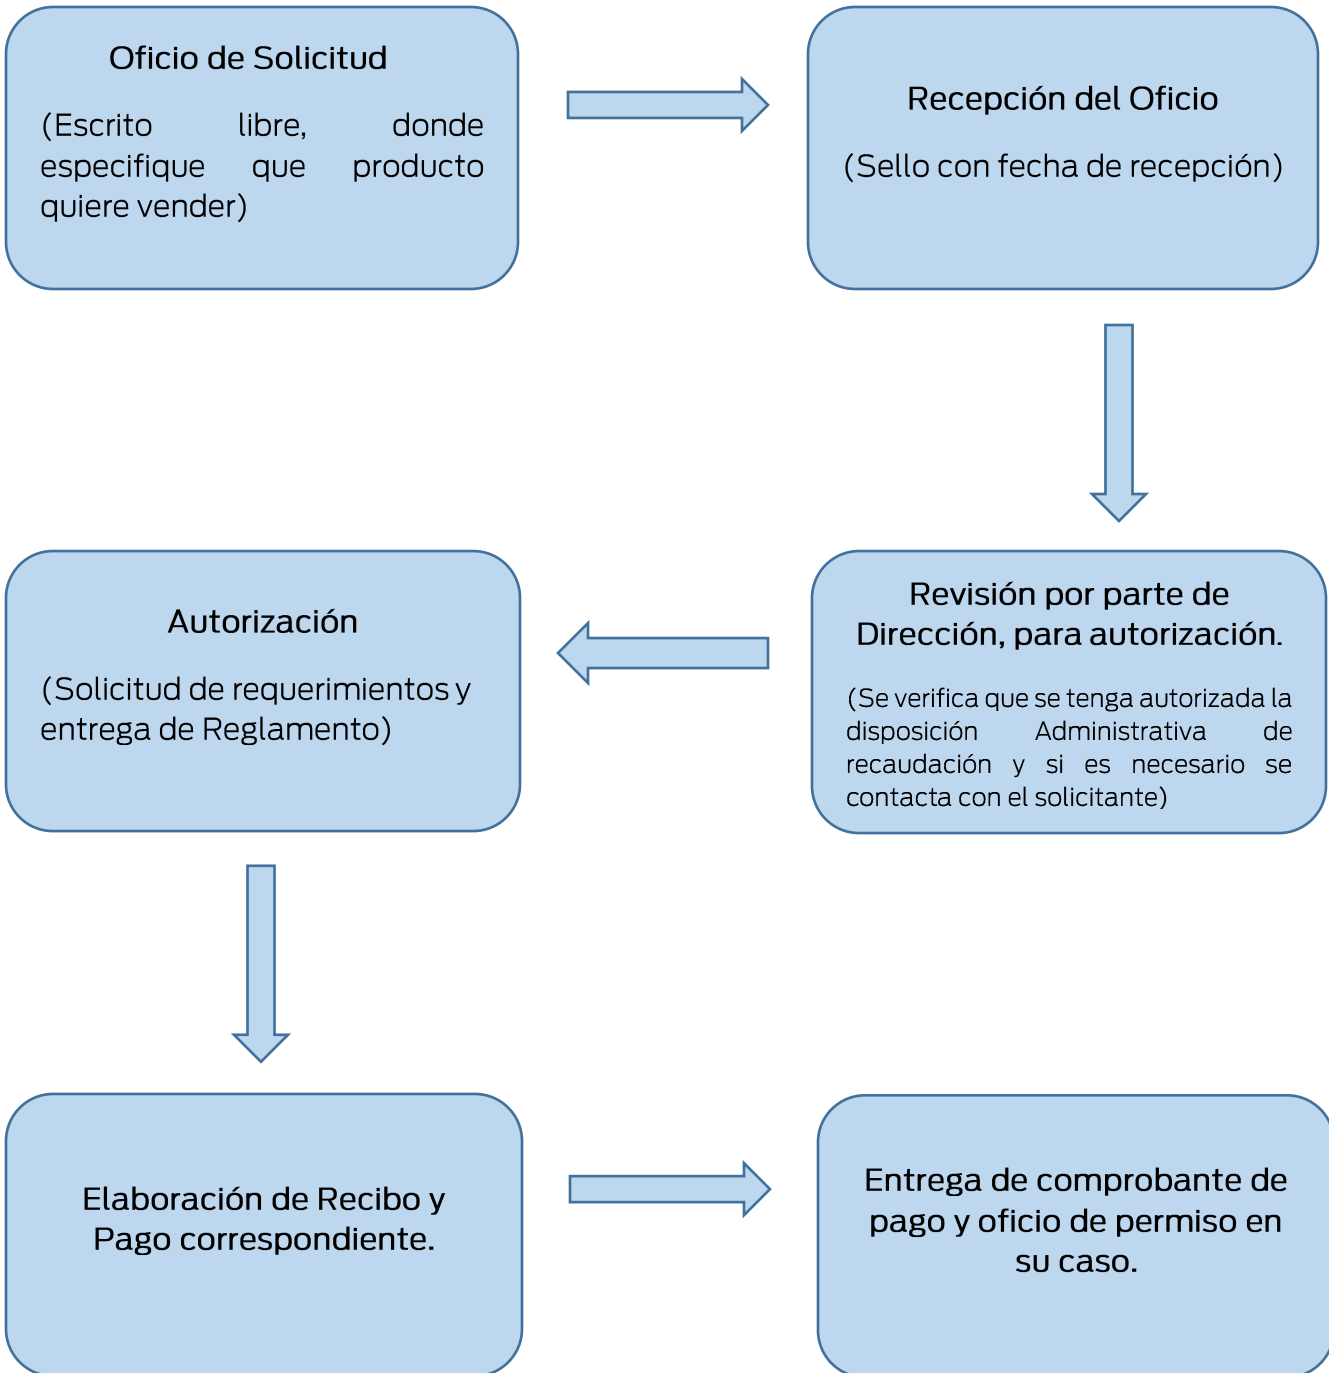 Oficio de Solicitud
(Escrito libre, donde
especifique que producto
quiere vender)
Recepción del Oficio
(Sello con fecha de recepción)
Revisión por parte de
Dirección, para autorización.
(Se verifica que se tenga autorizada la
disposición Administrativa de
recaudación y si es necesario se
contacta con el solicitante)
Autorización
(Solicitud de requerimientos y
entrega de Reglamento)
Elaboración de Recibo y
Pago correspondiente.
Entrega de comprobante de
pago y oficio de permiso en
su caso.